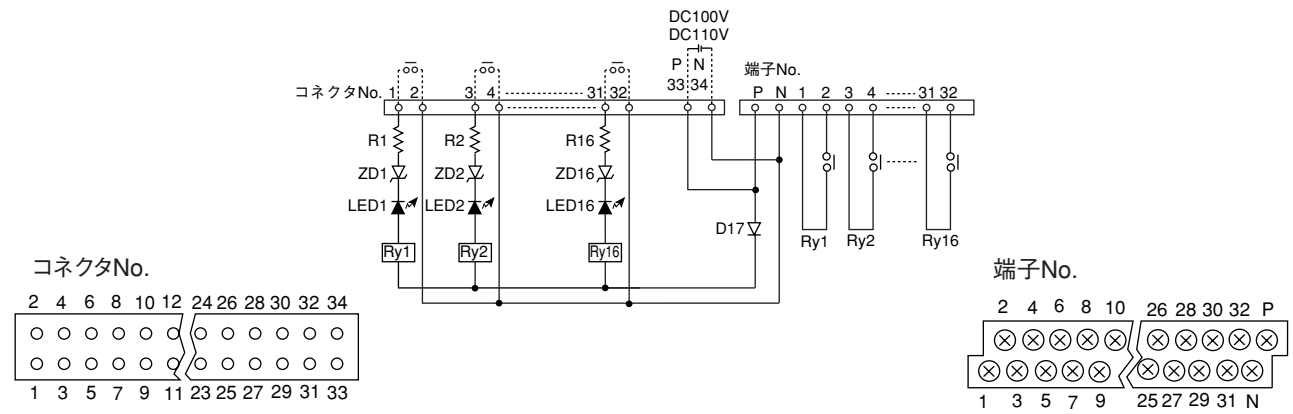 DC100V
DC110V
P N 端子No.
コネクタNo. 1 2 3 4 31 32 33 34 P N 1 2 3 4 31 32
R1 R2 R16
ZD1 ZD2 ZD16
LED1 LED2 LED16
D17
Ry1 Ry2 Ry16 Ry1 Ry2 Ry16
コネクタNo.
2 4 6 8 10 12 24 26 28 30 32 34
1 3 5 7 9 11 23 25 27 29 31 33
端子No.
2 4 6 8 10 26 28 30 32 P
1 3 5 7 9 25 27 29 31 N